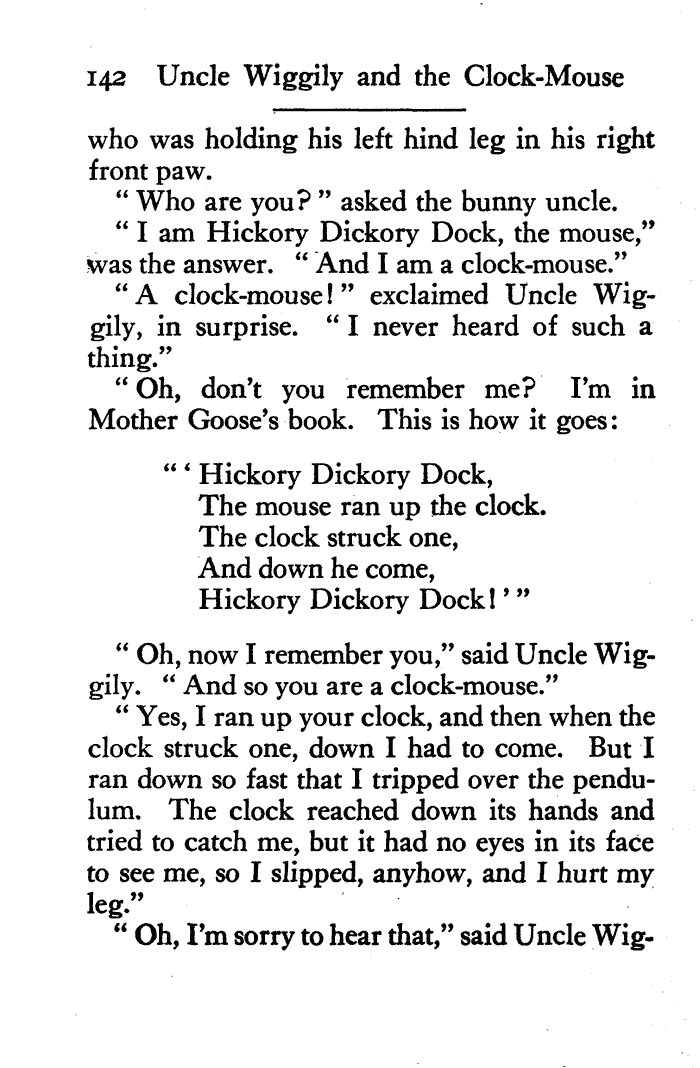 142 Uncle Wiggily and the Clock-Mouse
who was holding his left hind leg in his right
front paw.
“ Who are you? ” asked the bunny uncle.
“ I am Hickory Dickory Dock, the mouse,”
was the answer. “ And I am a clock-mouse.”
“ A clock-mouse! ” exclaimed Uncle Wig-
gily, in surprise. “ I never heard of such a
thing.”
“ Oh, don’t you remember me? I’m in
Mother Goose’s book. This is how it goes:
“ ‘ Hickory Dickory Dock,
The mouse ran up the clock.
The clock struck one,
And down he come,
Hickory Dickory Dock! ’ ”
“ Oh, now I remember you,” said Uncle Wig-
gily. “ And so you are a clock-mouse.”
“ Yes, I ran up your clock, and then when the
clock struck one, down I had to come. But I
ran down so fast that I tripped over the pendu-
lum. The clock reached down its hands and
tried to catch me, but it had no eyes in its face
to see me, so I slipped, anyhow, and I hurt my
leg.”
“ Oh, I’m sorry to hear that,” said Uncle Wig-